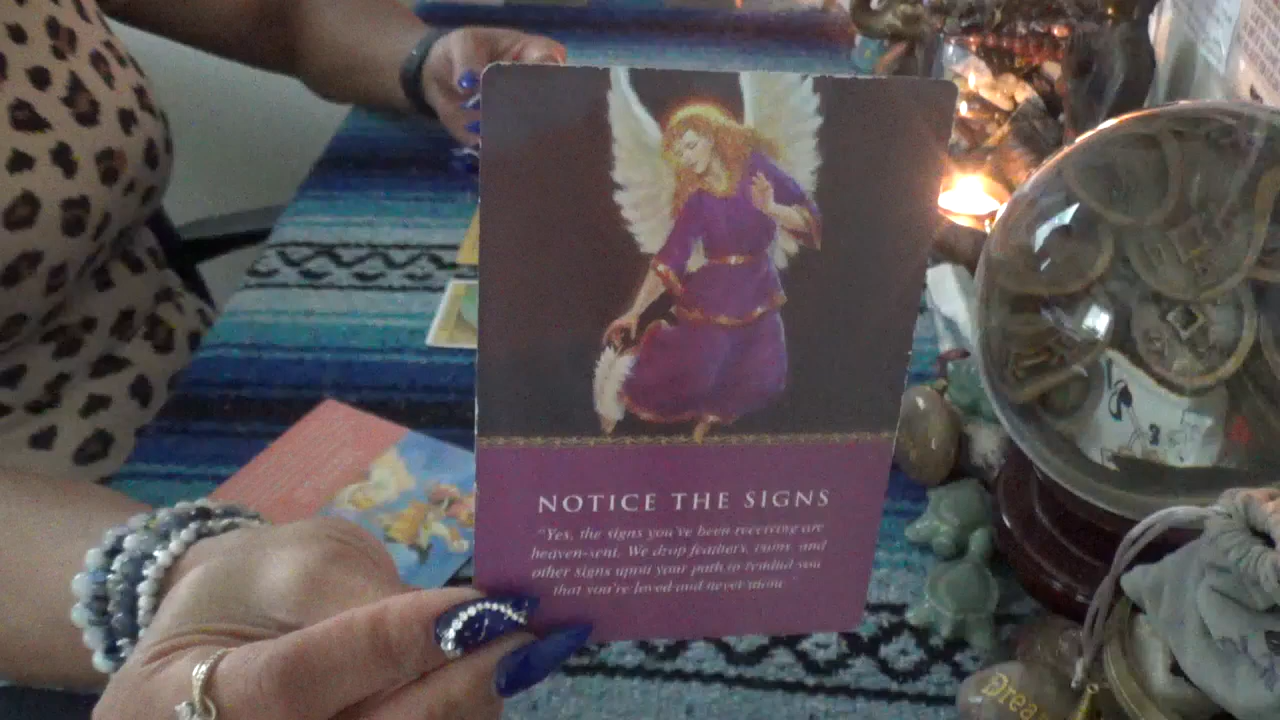 NOTICE THE SIGNS
"Yes, the signs you've been receiving are
heaven-sent. We drop feathers, coins, and
other signs upon your path to remind you
that you're loved and never alone."
Drea